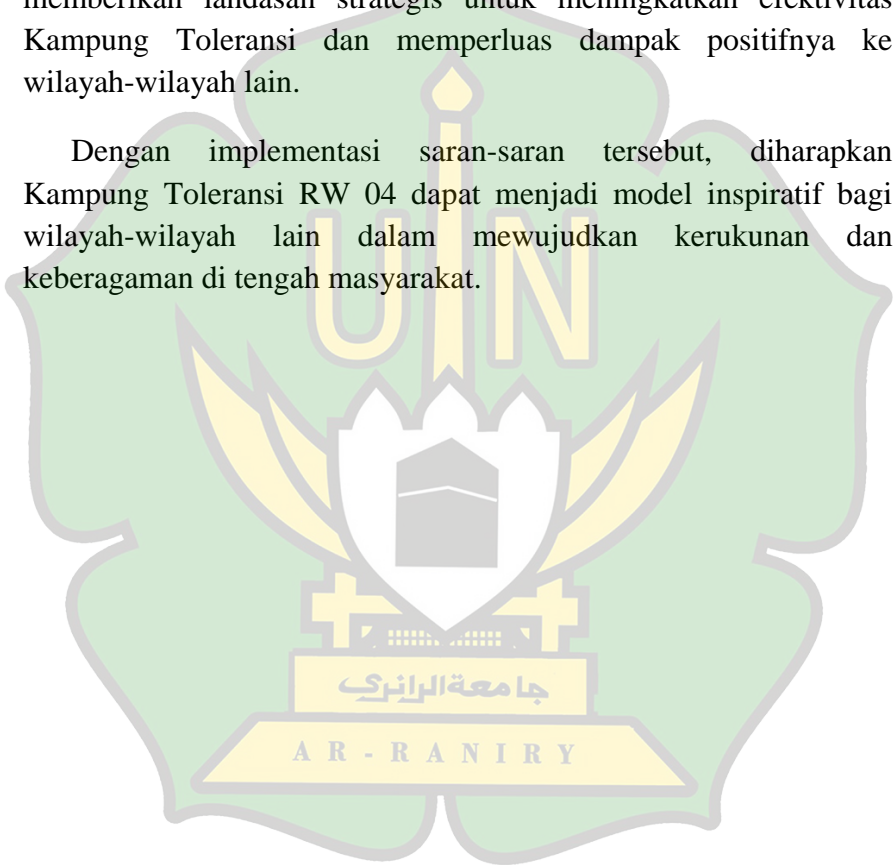 memberikan landasan strategis untuk meningkatkan efektivitas
Kampung Toleransi dan memperluas dampak positifnya ke
wilayah-wilayah lain.
Dengan implementasi saran-saran tersebut, diharapkan
Kampung Toleransi RW 04 dapat menjadi model inspiratif bagi
wilayah-wilayah lain dalam mewujudkan kerukunan dan
keberagaman di tengah masyarakat.
UIN
جامعة الرانري
AR-RANIRY